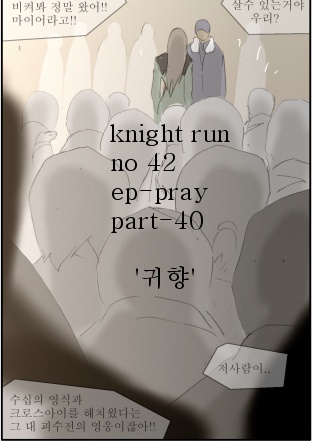 비켜봐 정말 왔어!!
마이어라고!!
살수 있는거야
우리?
knight run
no 42
ep-pray
part-40
'귀향'
저사람이..
수십의 영식과
크로스아이를 해치웠다는
그 대 괴수전의 영웅이잖아!!